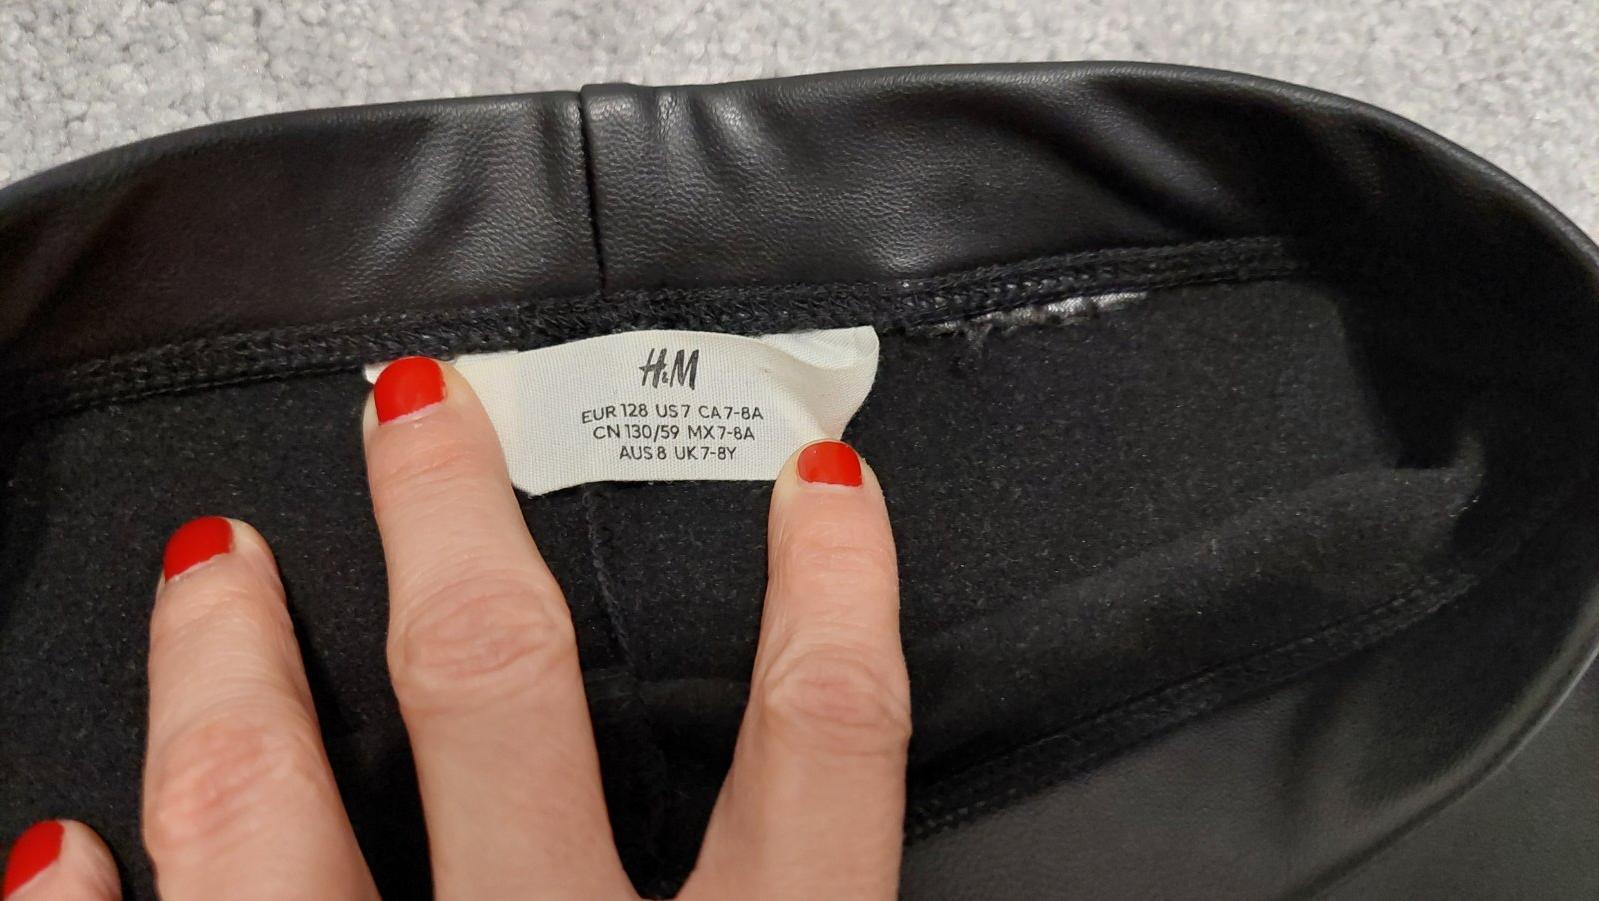 H&M
EUR 128 US 7 CA 7-8A
CN 130/59 MX 7-8A
AUS 8 UK 7-8Y